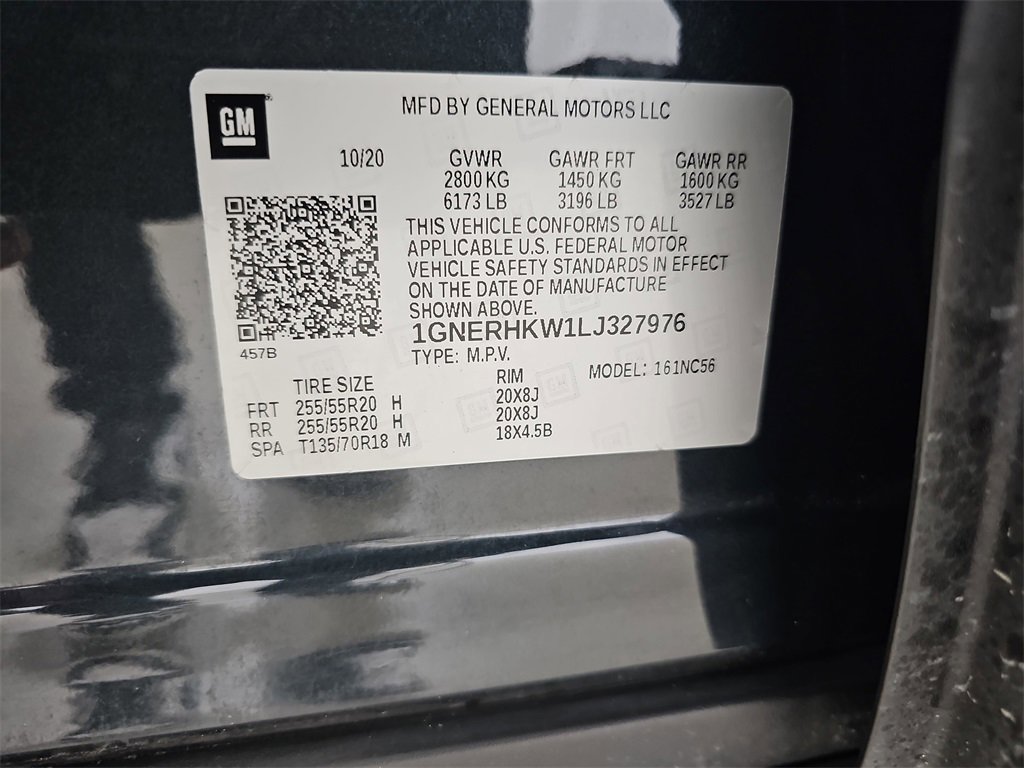 GM
MFD BY GENERAL MOTORS LLC
10/20 GVWR GAWR FRT GAWR RR
2800 KG 1450 KG 1600 KG
6173 LB 3196 LB 3527 LB
THIS VEHICLE CONFORMS TO ALL
APPLICABLE U.S. FEDERAL MOTOR
VEHICLE SAFETY STANDARDS IN EFFECT
ON THE DATE OF MANUFACTURE
SHOWN ABOVE.
1GNERHKW1LJ327976
457B
TYPE: M.P.V.
MODEL: 161NC56
TIRE SIZE RIM
FRT 255/55R20 H 20X8J
RR 255/55R20 H 20X8J
SPA T135/70R18 M 18X4.5B